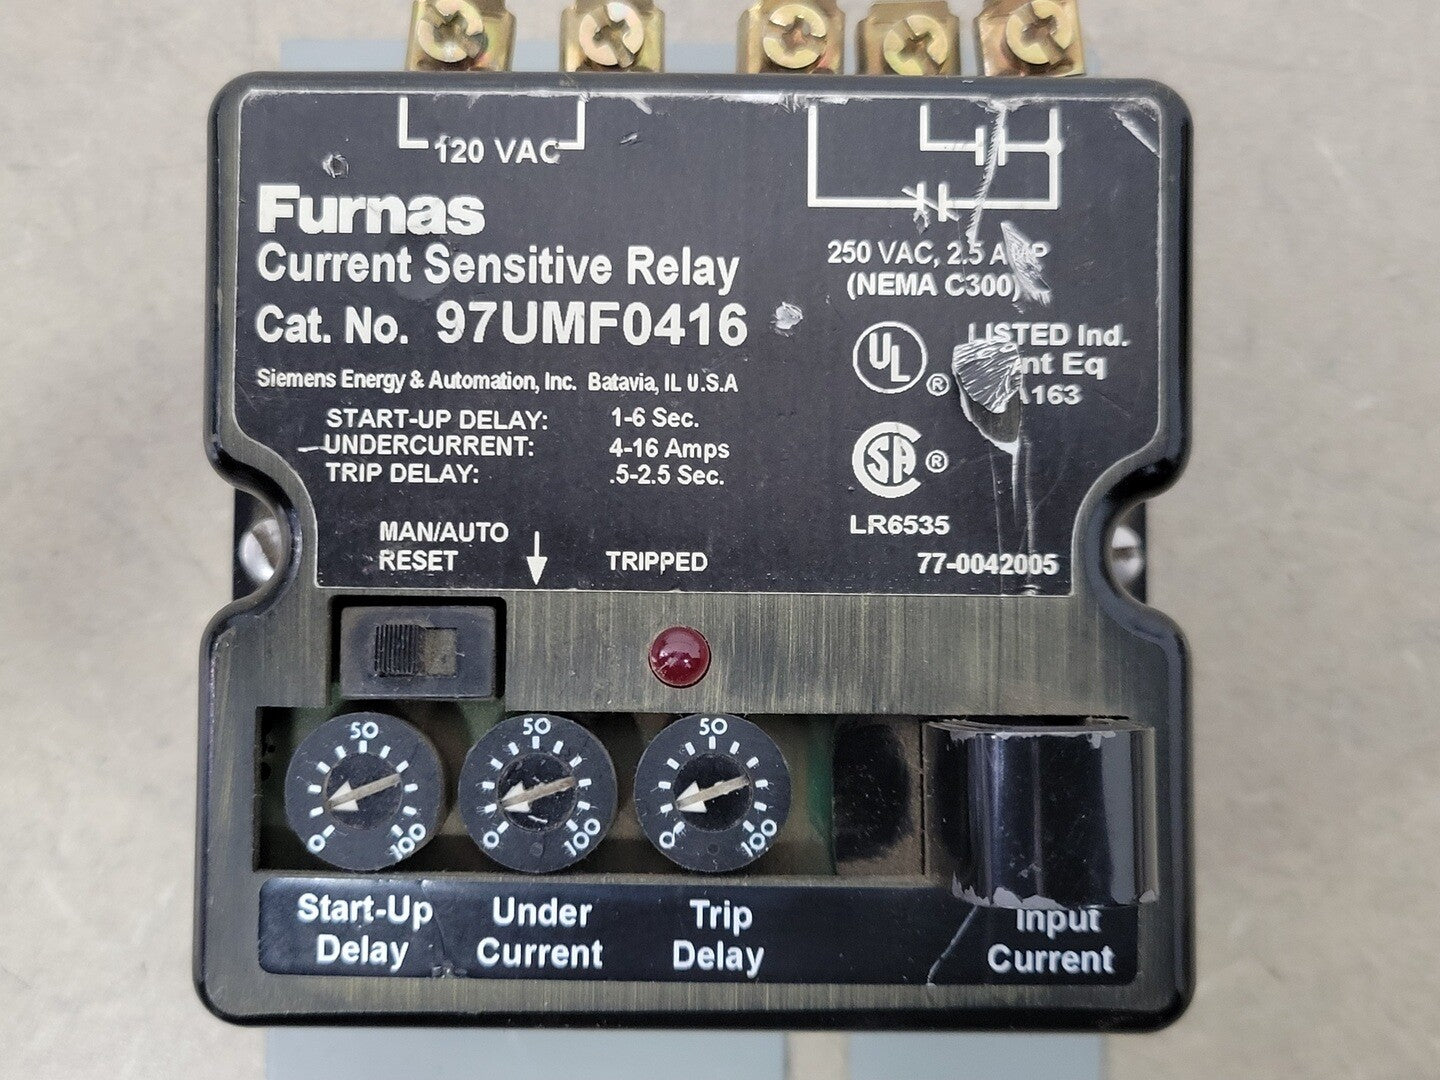 120 VAC
Furnas
Current Sensitive Relay
Cat. No. 97UMF0416
Siemens Energy & Automation, Inc. Batavia, IL U.S.A
START-UP DELAY: 1-6 Sec.
UNDERCURRENT: 4-16 Amps
TRIP DELAY: .5-2.5 Sec.
250 VAC, 2.5 AMP
(NEMA C300)
UL ®
LISTED Ind.
Eq
SA ®
LR6535
77-0042005
MAN/AUTO
RESET
TRIPPED
50
0
100
50
0
100
50
0
100
Start-Up
Delay
Under
Current
Trip
Delay
Input
Current